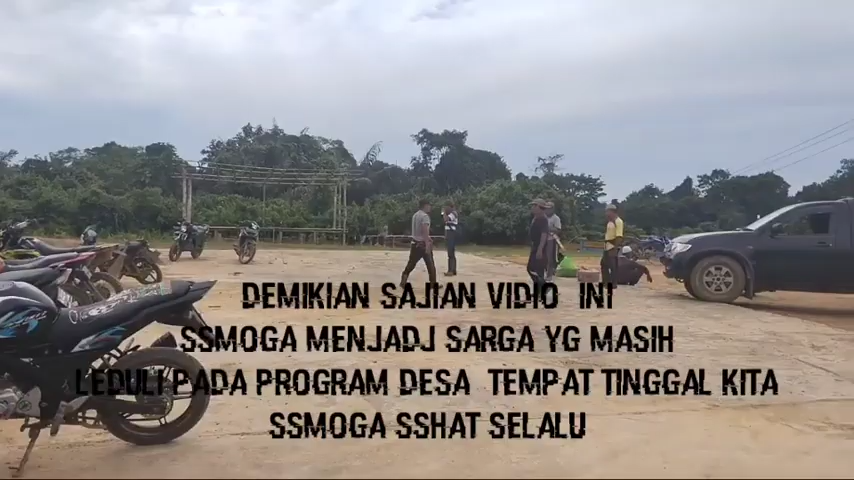 DEMIKIAN SAJIAN VIDIO INI
SSMOGA MENJADJ SARGA YG MASIH
LEDULI PADA PROGRAM DESA TEMPAT TINGGAL KITA
SSMOGA SSHAT SELALU